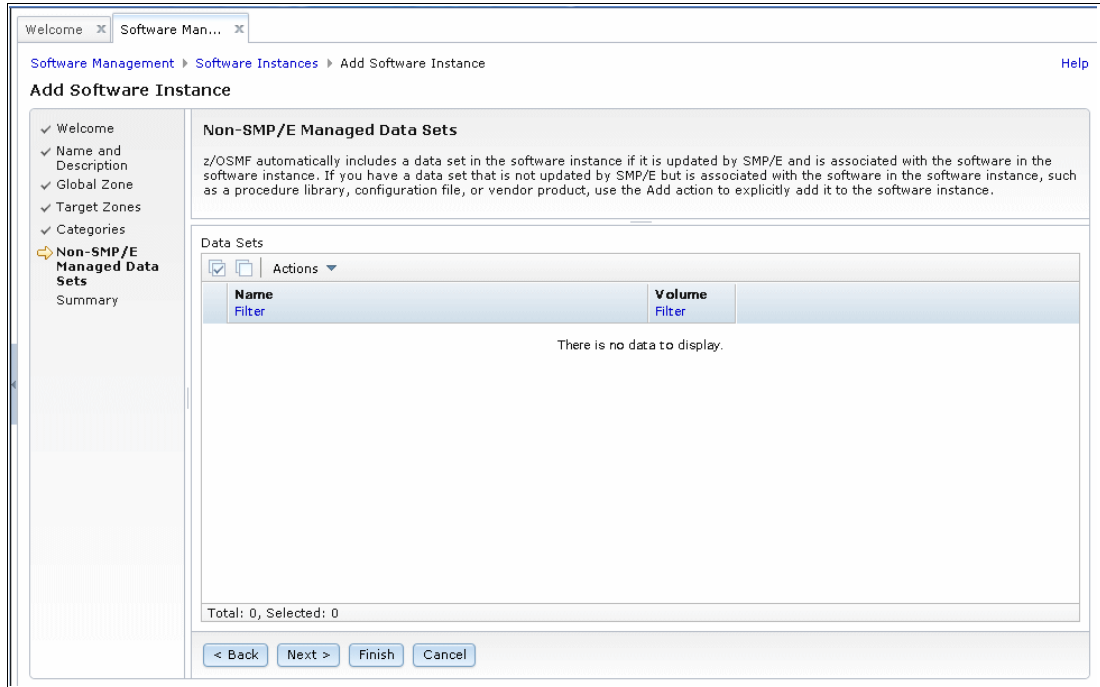 Welcome X Software Man... X
Software Management Software Instances Add Software Instance Help
Add Software Instance
Welcome
Name and
Description
Global Zone
Target Zones
Categories
Non-SMP/E
Managed Data
Sets
Summary
Non-SMP/E Managed Data Sets
z/OSMF automatically includes a data set in the software instance if it is updated by SMP/E and is associated with the software in the
software instance. If you have a data set that is not updated by SMP/E but is associated with the software in the software instance, such
as a procedure library, configuration file, or vendor product, use the Add action to explicitly add it to the software instance.
Data Sets
Actions
Name Volume
Filter Filter
There is no data to display.
Total: 0, Selected: 0
< Back Next > Finish Cancel